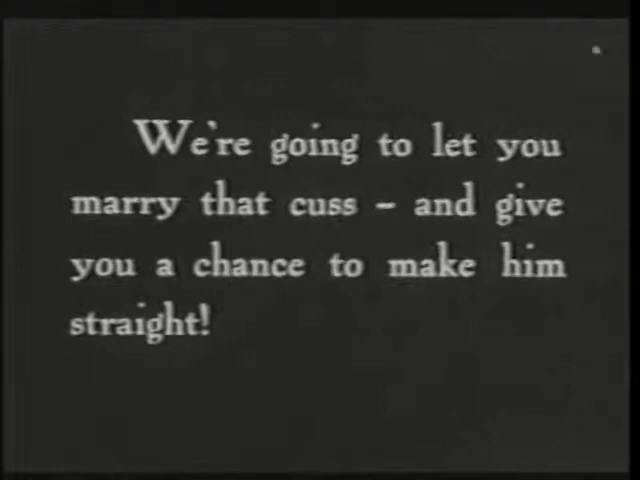 We're going to let you
marry that cuss - and give
you a chance to make him
straight!